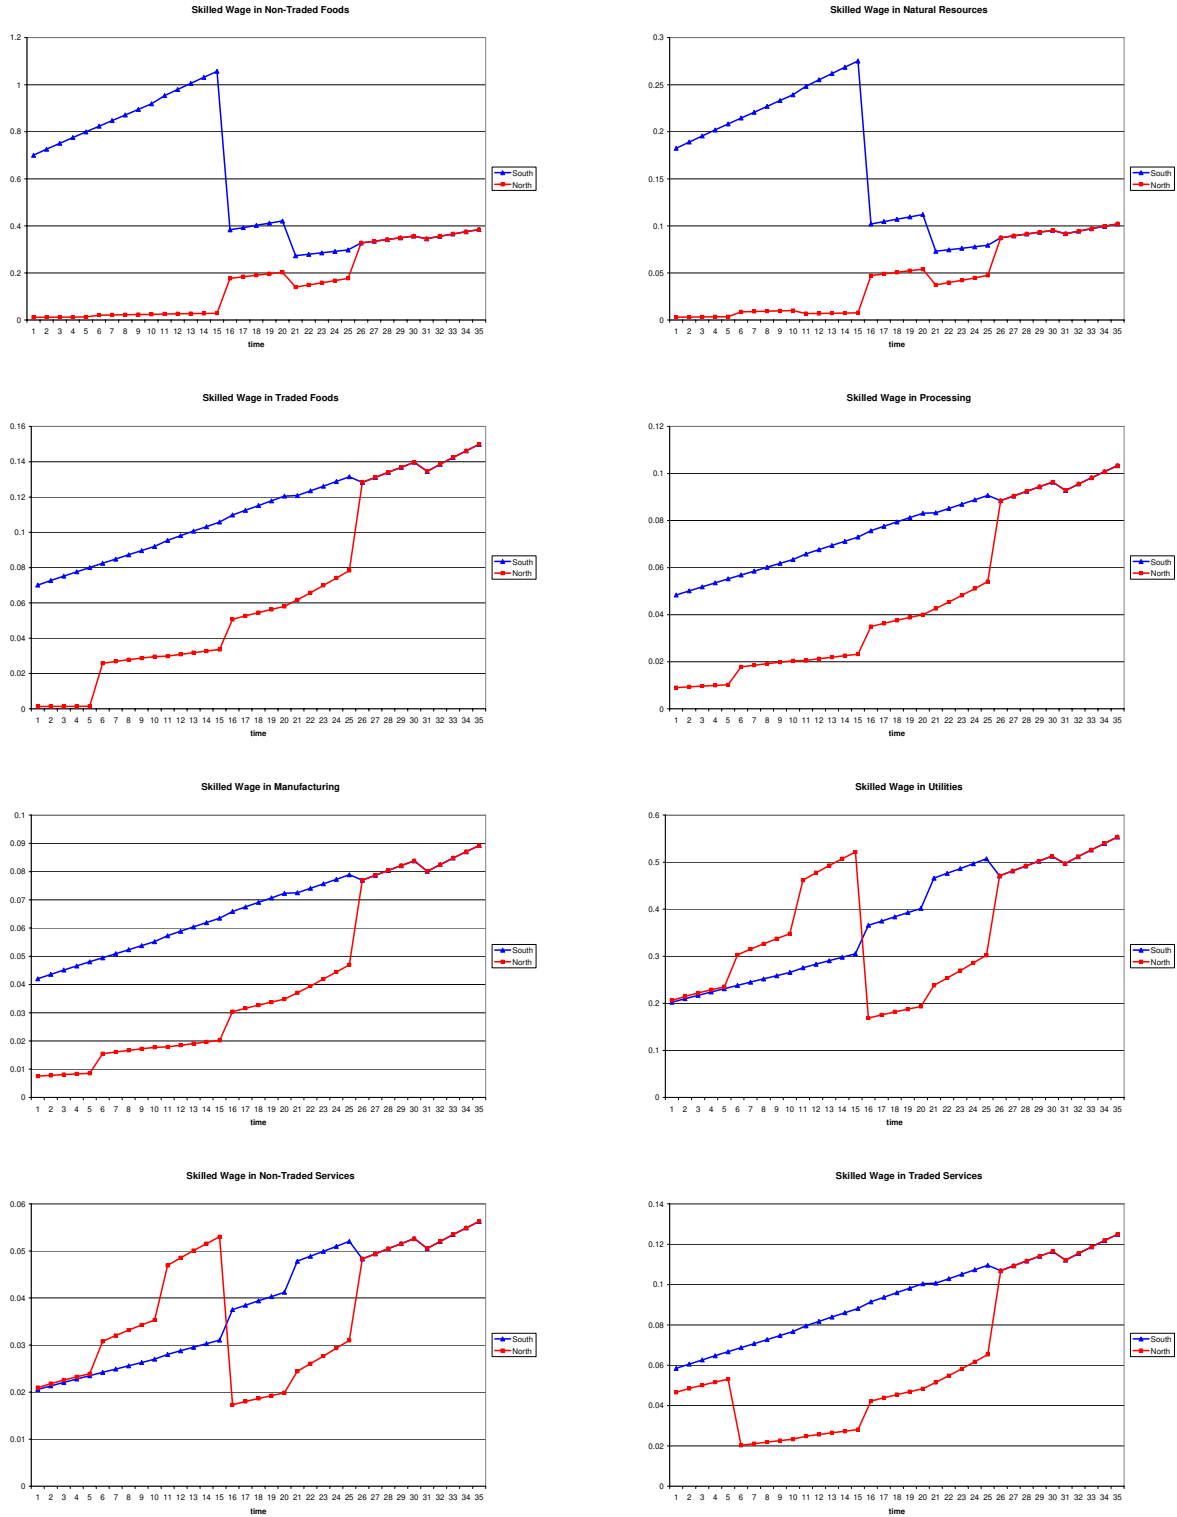 Skilled Wage in Non-Traded Foods
1.2
1
0.8
0.6
0.4
0.2
0
1 2 3 4 5 6 7 8 9 10 11 12 13 14 15 16 17 18 19 20 21 22 23 24 25 26 27 28 29 30 31 32 33 34 35
time
South
North
Skilled Wage in Natural Resources
0.3
0.25
0.2
0.15
0.1
0.05
0
1 2 3 4 5 6 7 8 9 10 11 12 13 14 15 16 17 18 19 20 21 22 23 24 25 26 27 28 29 30 31 32 33 34 35
time
South
North
Skilled Wage in Traded Foods
0.16
0.14
0.12
0.1
0.08
0.06
0.04
0.02
0
1 2 3 4 5 6 7 8 9 10 11 12 13 14 15 16 17 18 19 20 21 22 23 24 25 26 27 28 29 30 31 32 33 34 35
time
South
North
Skilled Wage in Processing
0.12
0.1
0.08
0.06
0.04
0.02
0
1 2 3 4 5 6 7 8 9 10 11 12 13 14 15 16 17 18 19 20 21 22 23 24 25 26 27 28 29 30 31 32 33 34 35
time
South
North
Skilled Wage in Manufacturing
0.1
0.09
0.08
0.07
0.06
0.05
0.04
0.03
0.02
0.01
0
1 2 3 4 5 6 7 8 9 10 11 12 13 14 15 16 17 18 19 20 21 22 23 24 25 26 27 28 29 30 31 32 33 34 35
time
South
North
Skilled Wage in Utilities
0.6
0.5
0.4
0.3
0.2
0.1
0
1 2 3 4 5 6 7 8 9 10 11 12 13 14 15 16 17 18 19 20 21 22 23 24 25 26 27 28 29 30 31 32 33 34 35
time
South
North
Skilled Wage in Non-Traded Services
0.06
0.05
0.04
0.03
0.02
0.01
0
1 2 3 4 5 6 7 8 9 10 11 12 13 14 15 16 17 18 19 20 21 22 23 24 25 26 27 28 29 30 31 32 33 34 35
time
South
North
Skilled Wage in Traded Services
0.14
0.12
0.1
0.08
0.06
0.04
0.02
0
1 2 3 4 5 6 7 8 9 10 11 12 13 14 15 16 17 18 19 20 21 22 23 24 25 26 27 28 29 30 31 32 33 34 35
time
South
North